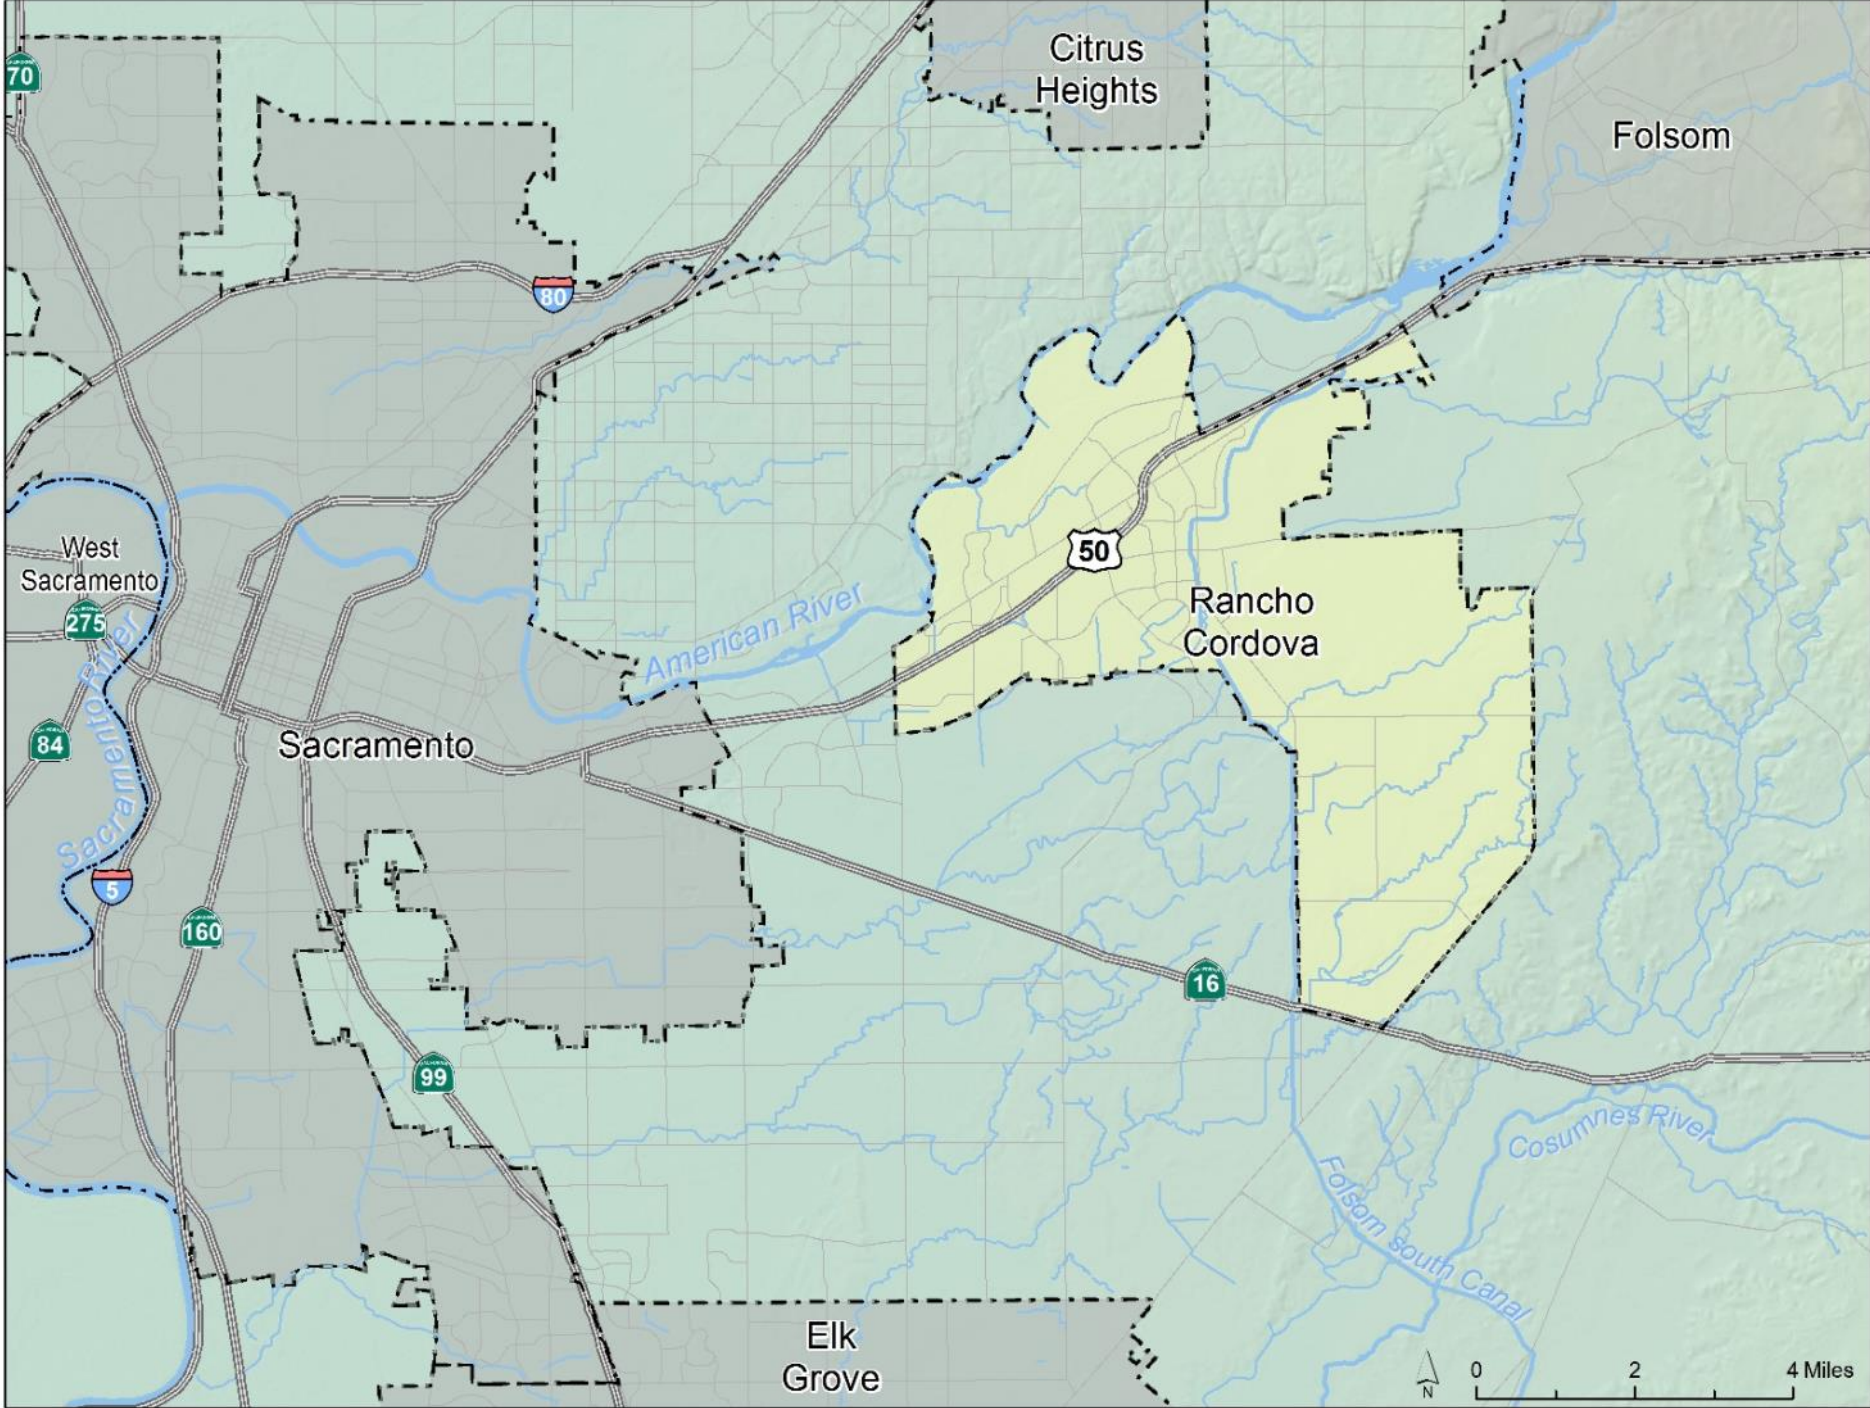 Citrus
Heights
70
Folsom
80
West
Sacramento
50
275
Rancho
Cordova
American River
84
Sacramento
Sacramento River
5
160
16
99
Cosumnes River
Folsom south Canal
Elk
Grove
N
0 2 4 Miles